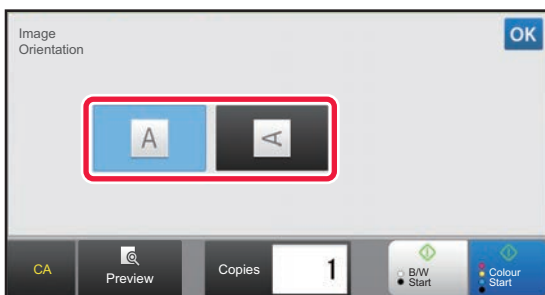 Image
Orientation
OK
A
A
CA
Preview
Copies
1
B/W
Start
Colour
Start